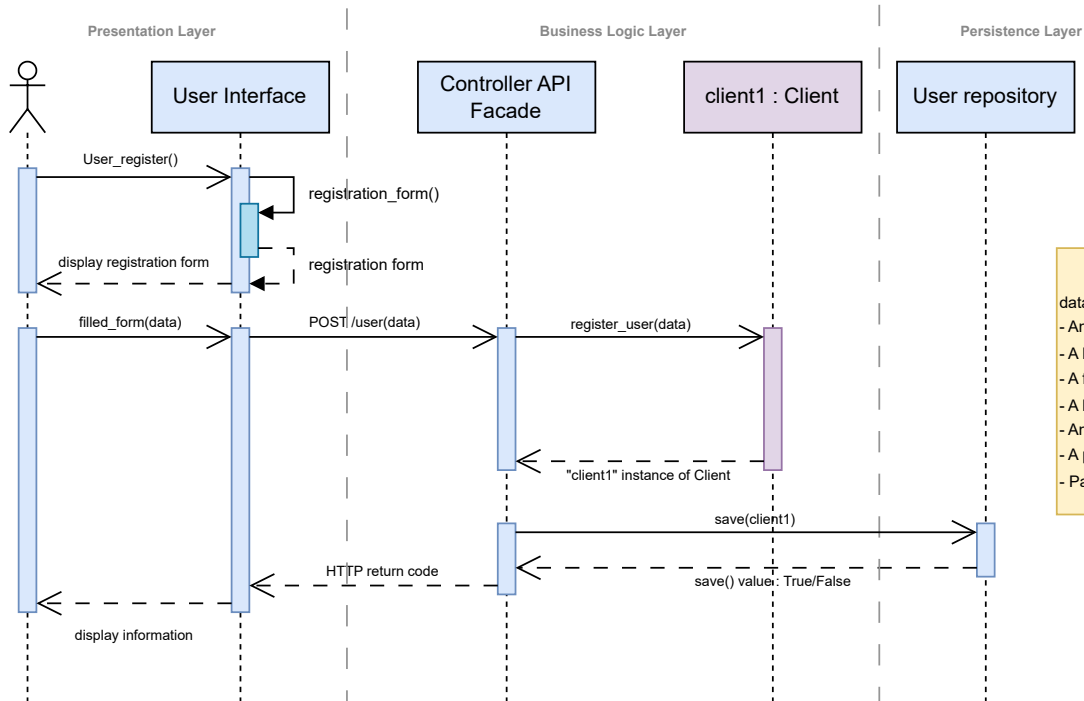 Presentation Layer
Business Logic Layer
Persistence Layer
User Interface
Controller API
Facade
client1 : Client
User repository
User_register()
registration_form()
display registration form
registration form
data
- A
- A
- A
- A
- Pa
filled_form(data)
POST /user(data)
register_user(data)
"client1" instance of Client
save(client1)
HTTP return code
save() value : True/False
display information